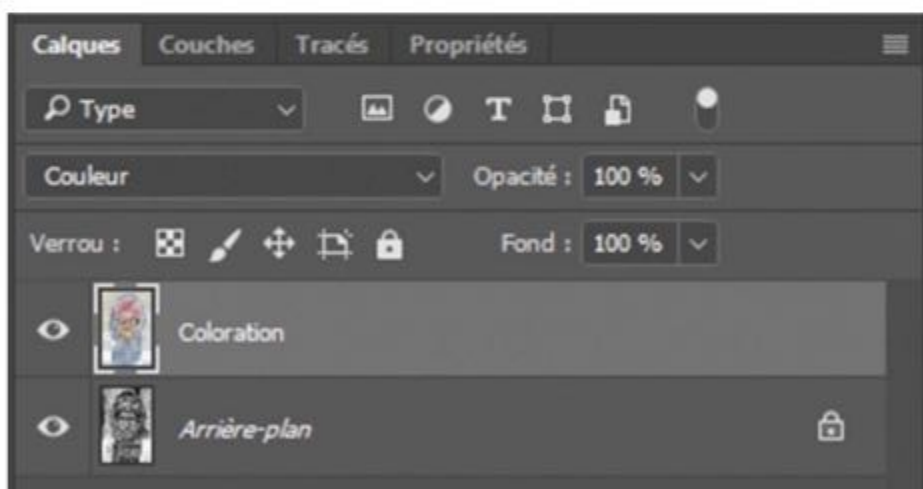 Calques Couches Tracés Propriétés
Type
Couleur Opacité : 100 %
Verrou : Fond : 100 %
Coloration
Arrière-plan